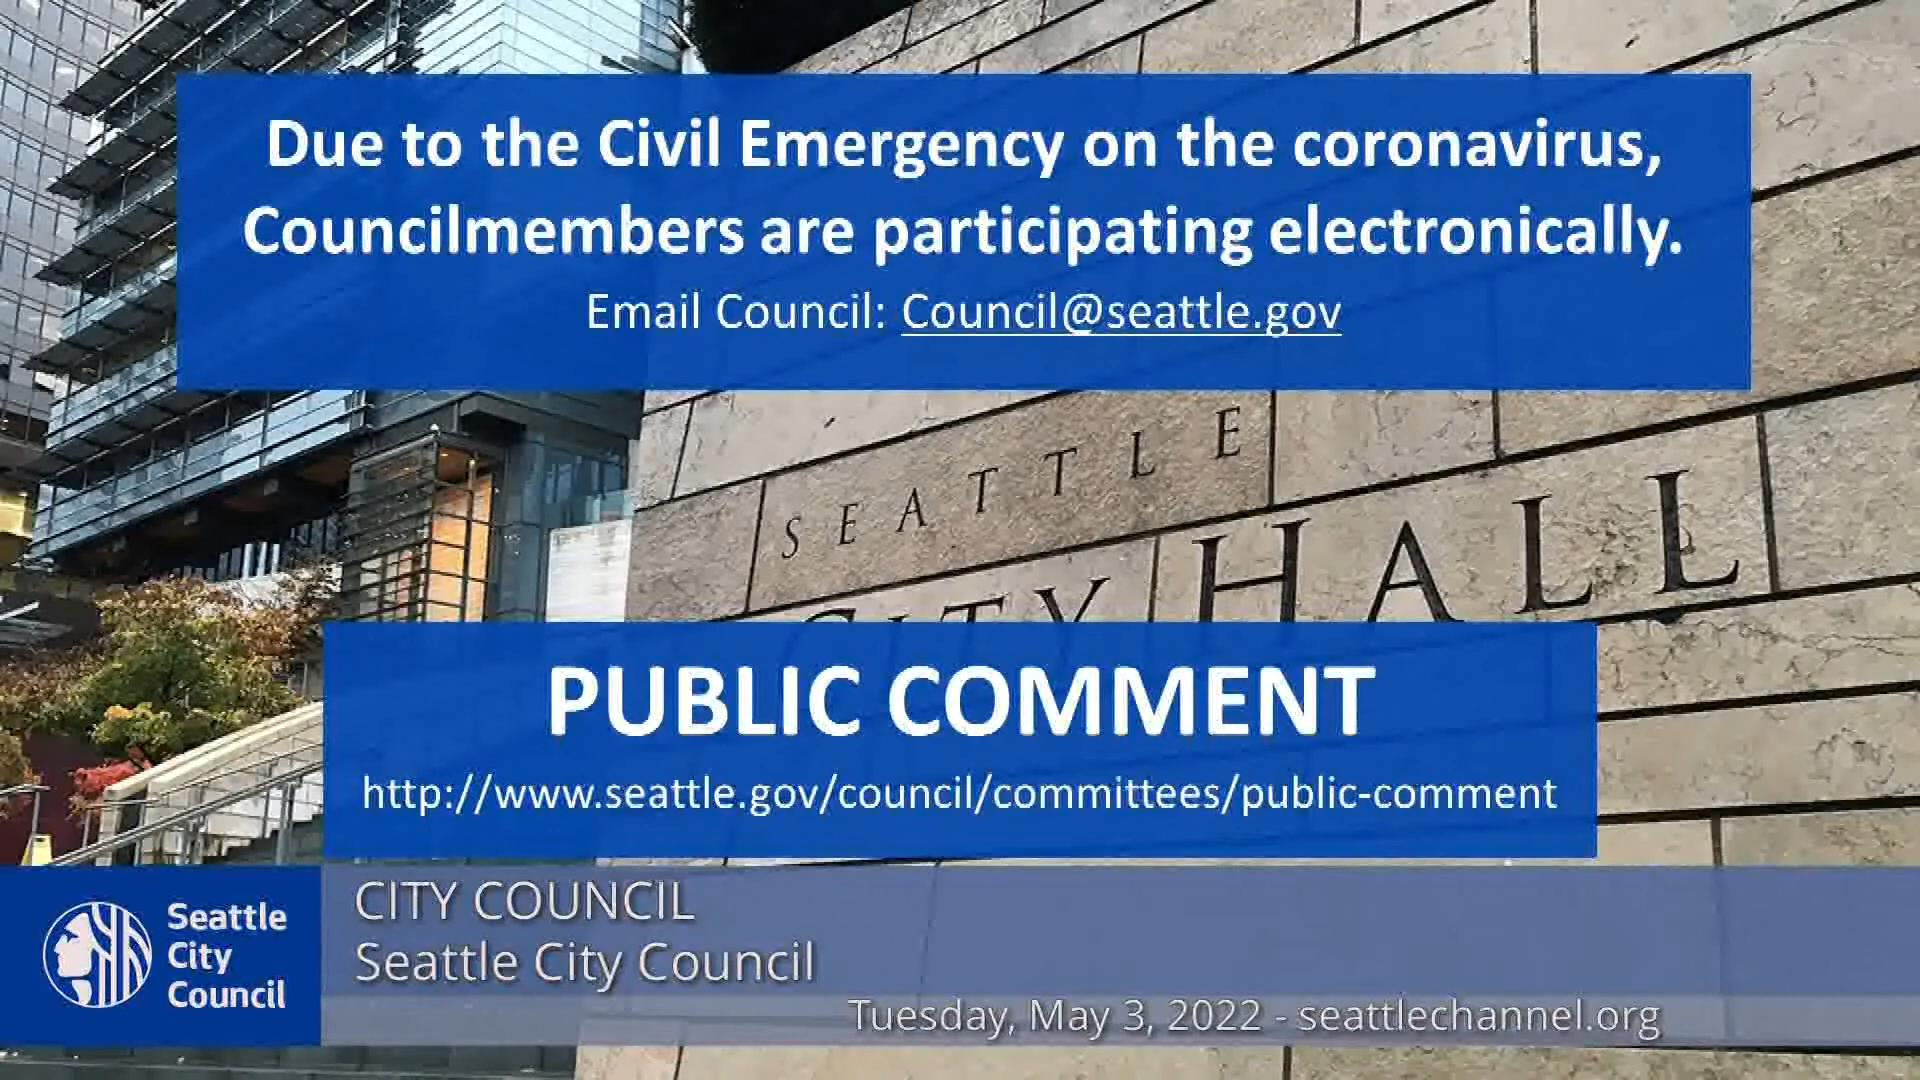 Due to the Civil Emergency on the coronavirus,
Councilmembers are participating electronically.
Email Council: Council@seattle.gov
SEATTLE
CITY HALL
PUBLIC COMMENT
http://www.seattle.gov/council/committees/public-comment
Seattle
City
Council
CITY COUNCIL
Seattle City Council
Tuesday, May 3, 2022 - seattlechannel.org